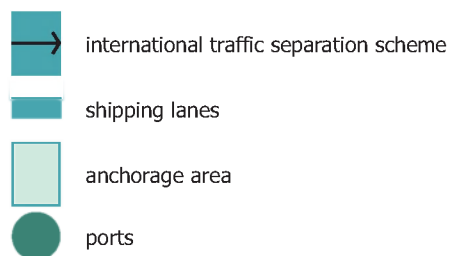 international traffic separation scheme
shipping lanes
anchorage area
ports